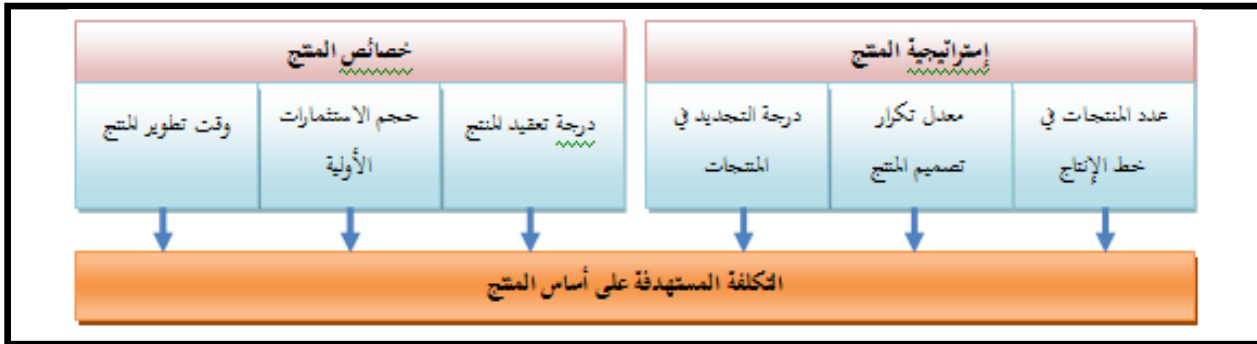 إستراتيجية المنتج
عدد المنتجات في
خط الإنتاج
معدل تكرار
تصميم المنتج
درجة التجديد في
المنتجات
خصائص المنتج
درجة تعقيد المنتج
حجم الاستثمارات
الأولية
وقت تطوير المنتج
التكلفة المستهدفة على أساس المنتج